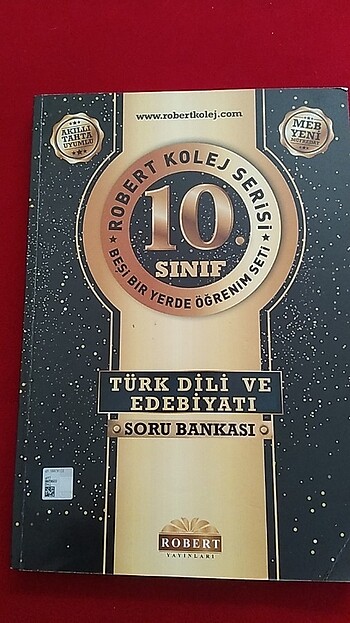 www.robertkolej.com
AKILLI
TAHTA
UYUMLU
MEB
YENİ
MÜFREDAT
ROBERT KOLEJ SERİSİ
10.
SINIF
BEŞİ BİR YERDE ÖĞRENİM SETİ
TÜRK DİLİ VE
EDEBİYATI
SORU BANKASI
ROBERT
YAYINLARI